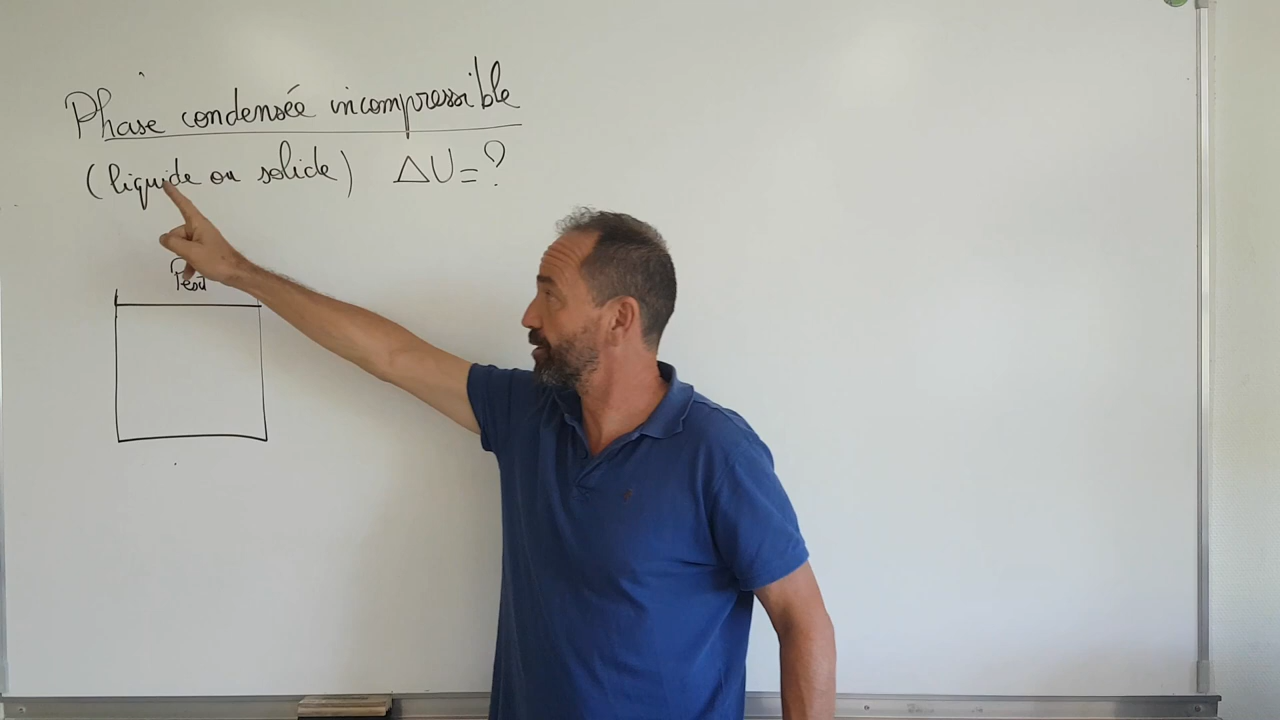 Phase condensée incompressible
(liquide ou solide) ΔU = ?
Pext